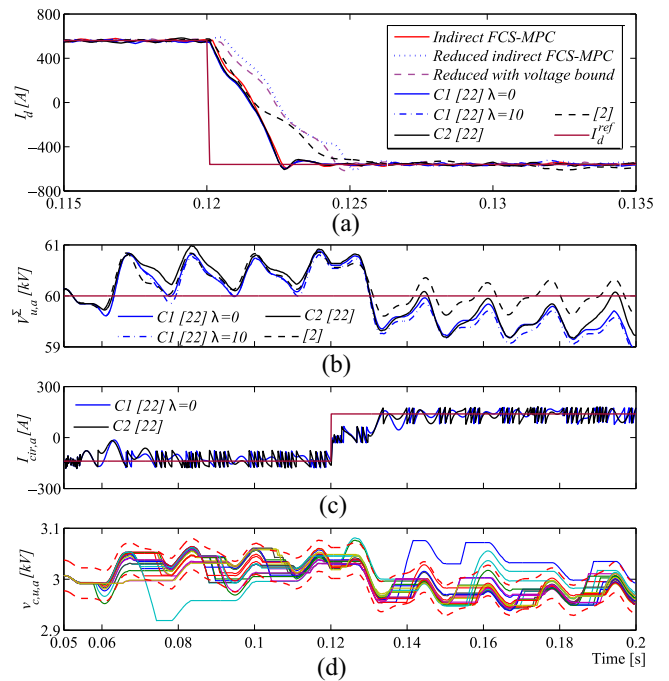 800
400
0
−400
−800
I_d [A]
Indirect FCS-MPC
Reduced indirect FCS-MPC
Reduced with voltage bound
C1 [22] λ=0
C1 [22] λ=10
C2 [22]
[2]
I_d^ref
0.115 0.12 0.125 0.13 0.135
(a)
61
60
59
V^Σ_u,a [kV]
C1 [22] λ=0
C1 [22] λ=10
C2 [22]
[2]
(b)
300
0
−300
I_cir,a [A]
C1 [22] λ=0
C2 [22]
(c)
3.1
3
2.9
v_c,u,a [kV]
0.05 0.06 0.08 0.1 0.12 0.14 0.16 0.18 0.2
Time [s]
(d)